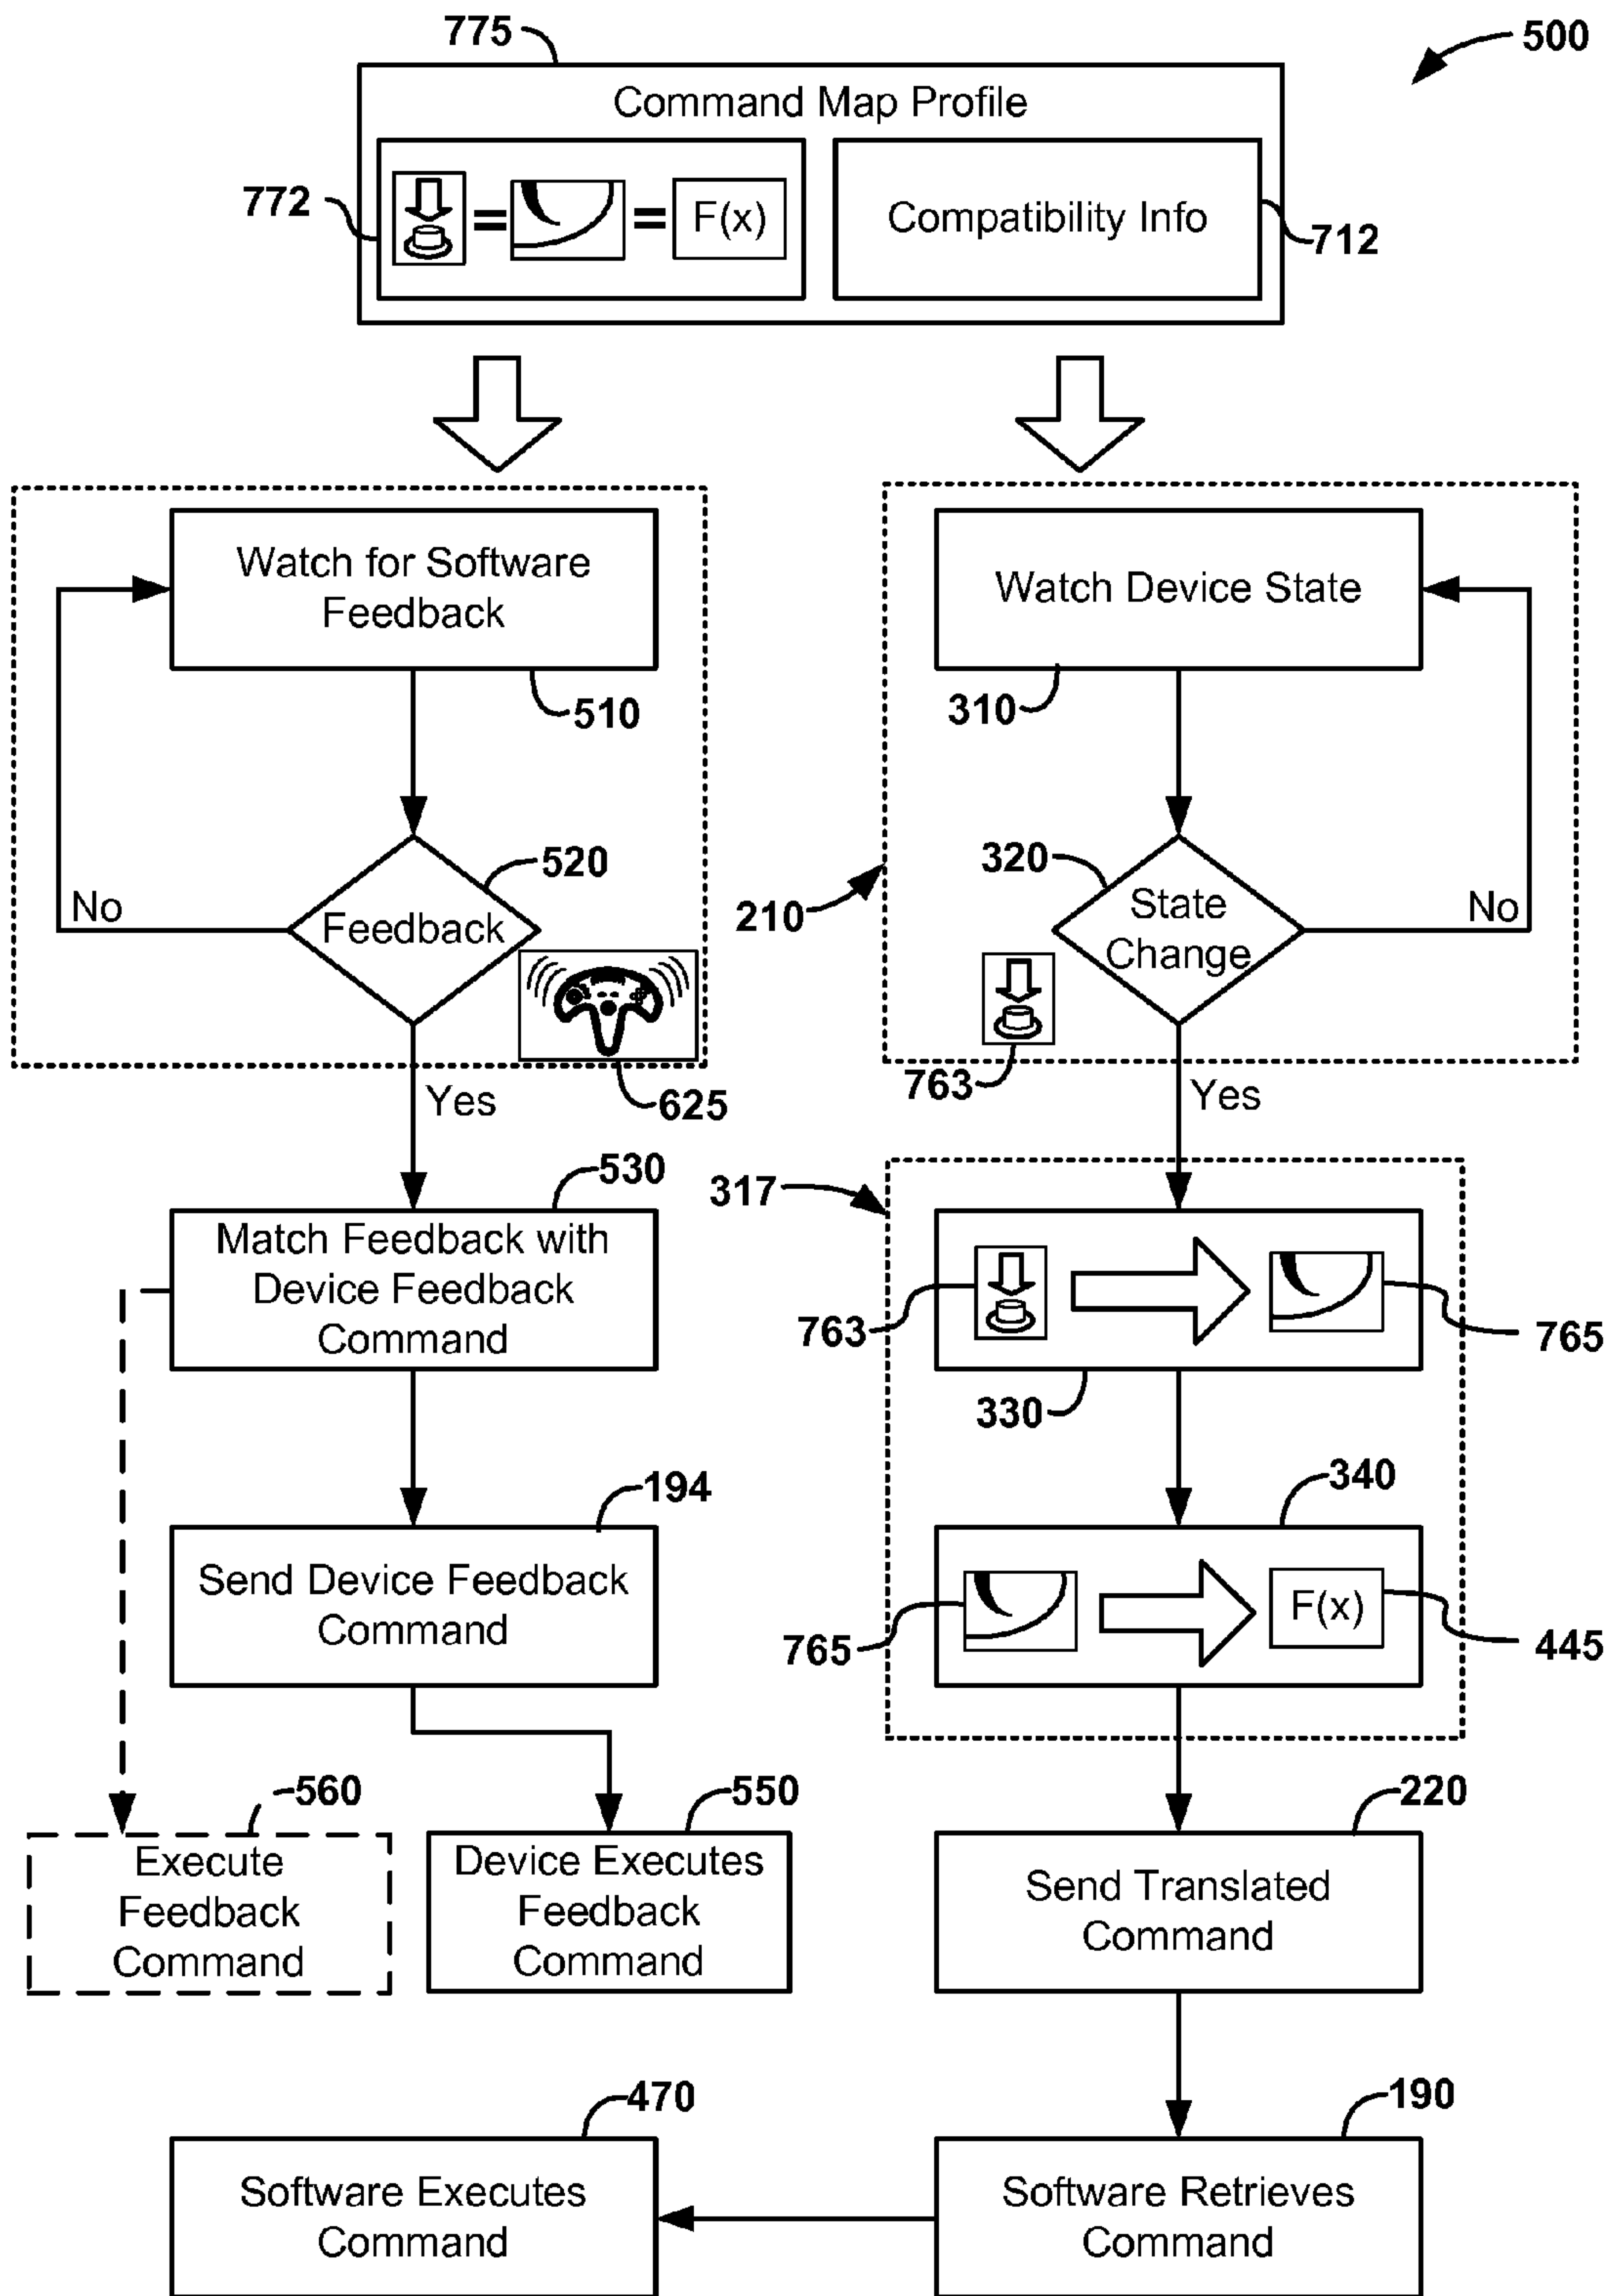 775
500
Command Map Profile
772
=
=
F(x)
Compatibility Info
712
Watch for Software
Feedback
510
Watch Device State
310
520
Feedback
No
625
Yes
210
320
State
Change
No
763
Yes
530
Match Feedback with
Device Feedback
Command
317
763
765
330
194
Send Device Feedback
Command
340
765
F(x)
445
560
Execute
Feedback
Command
550
Device Executes
Feedback
Command
220
Send Translated
Command
470
Software Executes
Command
190
Software Retrieves
Command